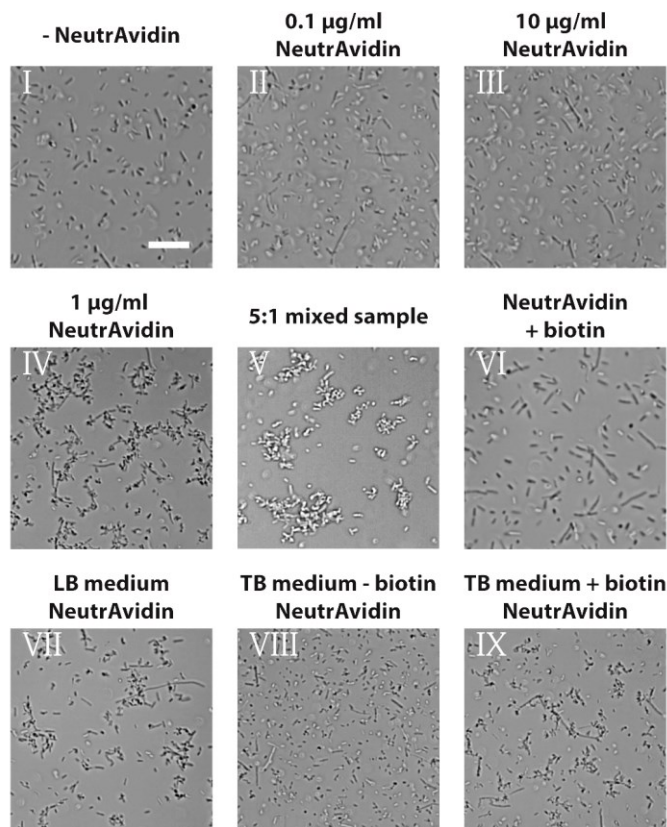 - NeutrAvidin
0.1 µg/ml
NeutrAvidin
10 µg/ml
NeutrAvidin
I
II
III
1 µg/ml
NeutrAvidin
5:1 mixed sample
NeutrAvidin
+ biotin
IV
V
VI
LB medium
NeutrAvidin
TB medium - biotin
NeutrAvidin
TB medium + biotin
NeutrAvidin
VII
VIII
IX